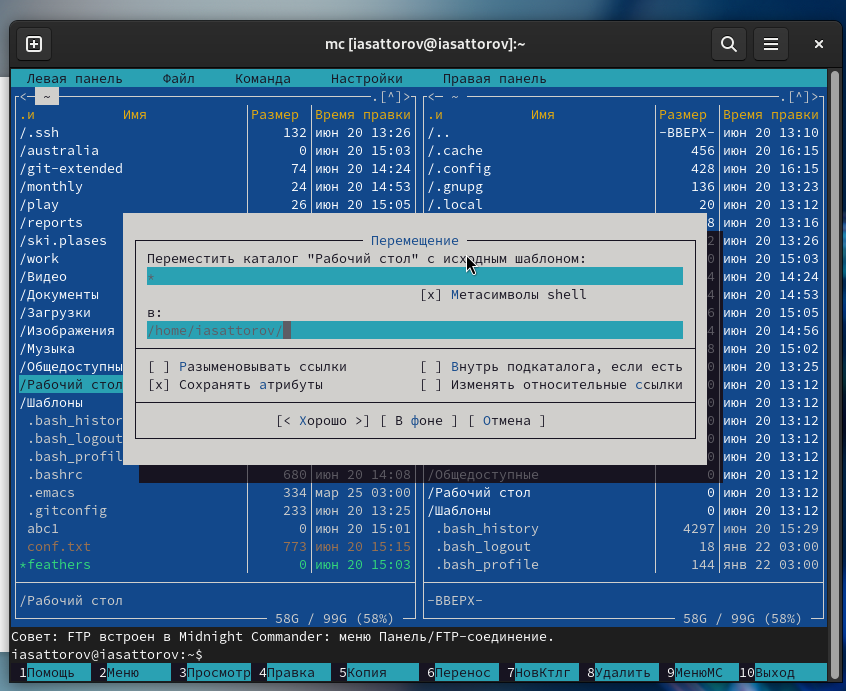 mc [iasattorov@iasattorov]:~
Левая панель Файл Команда Настройки Правая панель
<─ ~ .[^]> <─ ~ .[^]>
.и Имя Размер Время правки .и Имя Размер Время правки
/.ssh 132 июн 20 13:26 /.. -ВВЕРХ- июн 20 13:10
/australia 0 июн 20 15:03 /.cache 456 июн 20 16:15
/git-extended 74 июн 20 14:24 /.config 428 июн 20 16:15
/monthly 24 июн 20 14:53 /.gnupg 136 июн 20 13:23
/play 26 июн 20 15:05 /.local 20 июн 20 13:12
/reports 8 июн 20 13:16
/ski.plases 2 июн 20 13:26
/work 0 июн 20 15:03
/Видео 4 июн 20 14:24
/Документы 4 июн 20 14:53
/Загрузки 6 июн 20 15:05
/Изображения 4 июн 20 14:56
/Музыка 8 июн 20 15:02
/Общедоступны 0 июн 20 13:25
/Рабочий стол 0 июн 20 13:12
/Шаблоны 0 июн 20 13:12
.bash_histor 0 июн 20 13:12
.bash_logout 0 июн 20 13:12
.bash_profil 0 июн 20 13:12
Перемещение
Переместить каталог "Рабочий стол" с исходным шаблоном:
*
[x] Метасимволы shell
в:
/home/iasattorov/
[ ] Разыменовывать ссылки [ ] Внутрь подкаталога, если есть
[x] Сохранять атрибуты [ ] Изменять относительные ссылки
[< Хорошо >] [ В фоне ] [ Отмена ]
.bashrc 680 июн 20 14:08 /Общедоступные 0 июн 20 13:12
.emacs 334 мар 25 03:00 /Рабочий стол 0 июн 20 13:12
.gitconfig 233 июн 20 13:25 /Шаблоны 0 июн 20 13:12
abc1 0 июн 20 15:01 .bash_history 4297 июн 20 15:29
conf.txt 773 июн 20 15:15 .bash_logout 18 янв 22 03:00
*feathers 0 июн 20 15:03 .bash_profile 144 янв 22 03:00
/Рабочий стол -ВВЕРХ-
58G / 99G (58%) 58G / 99G (58%)
Совет: FTP встроен в Midnight Commander: меню Панель/FTP-соединение.
iasattorov@iasattorov:~$
1Помощь 2Меню 3Просмотр 4Правка 5Копия 6Перенос 7НовКтлг 8Удалить 9МенюMC 10Выход